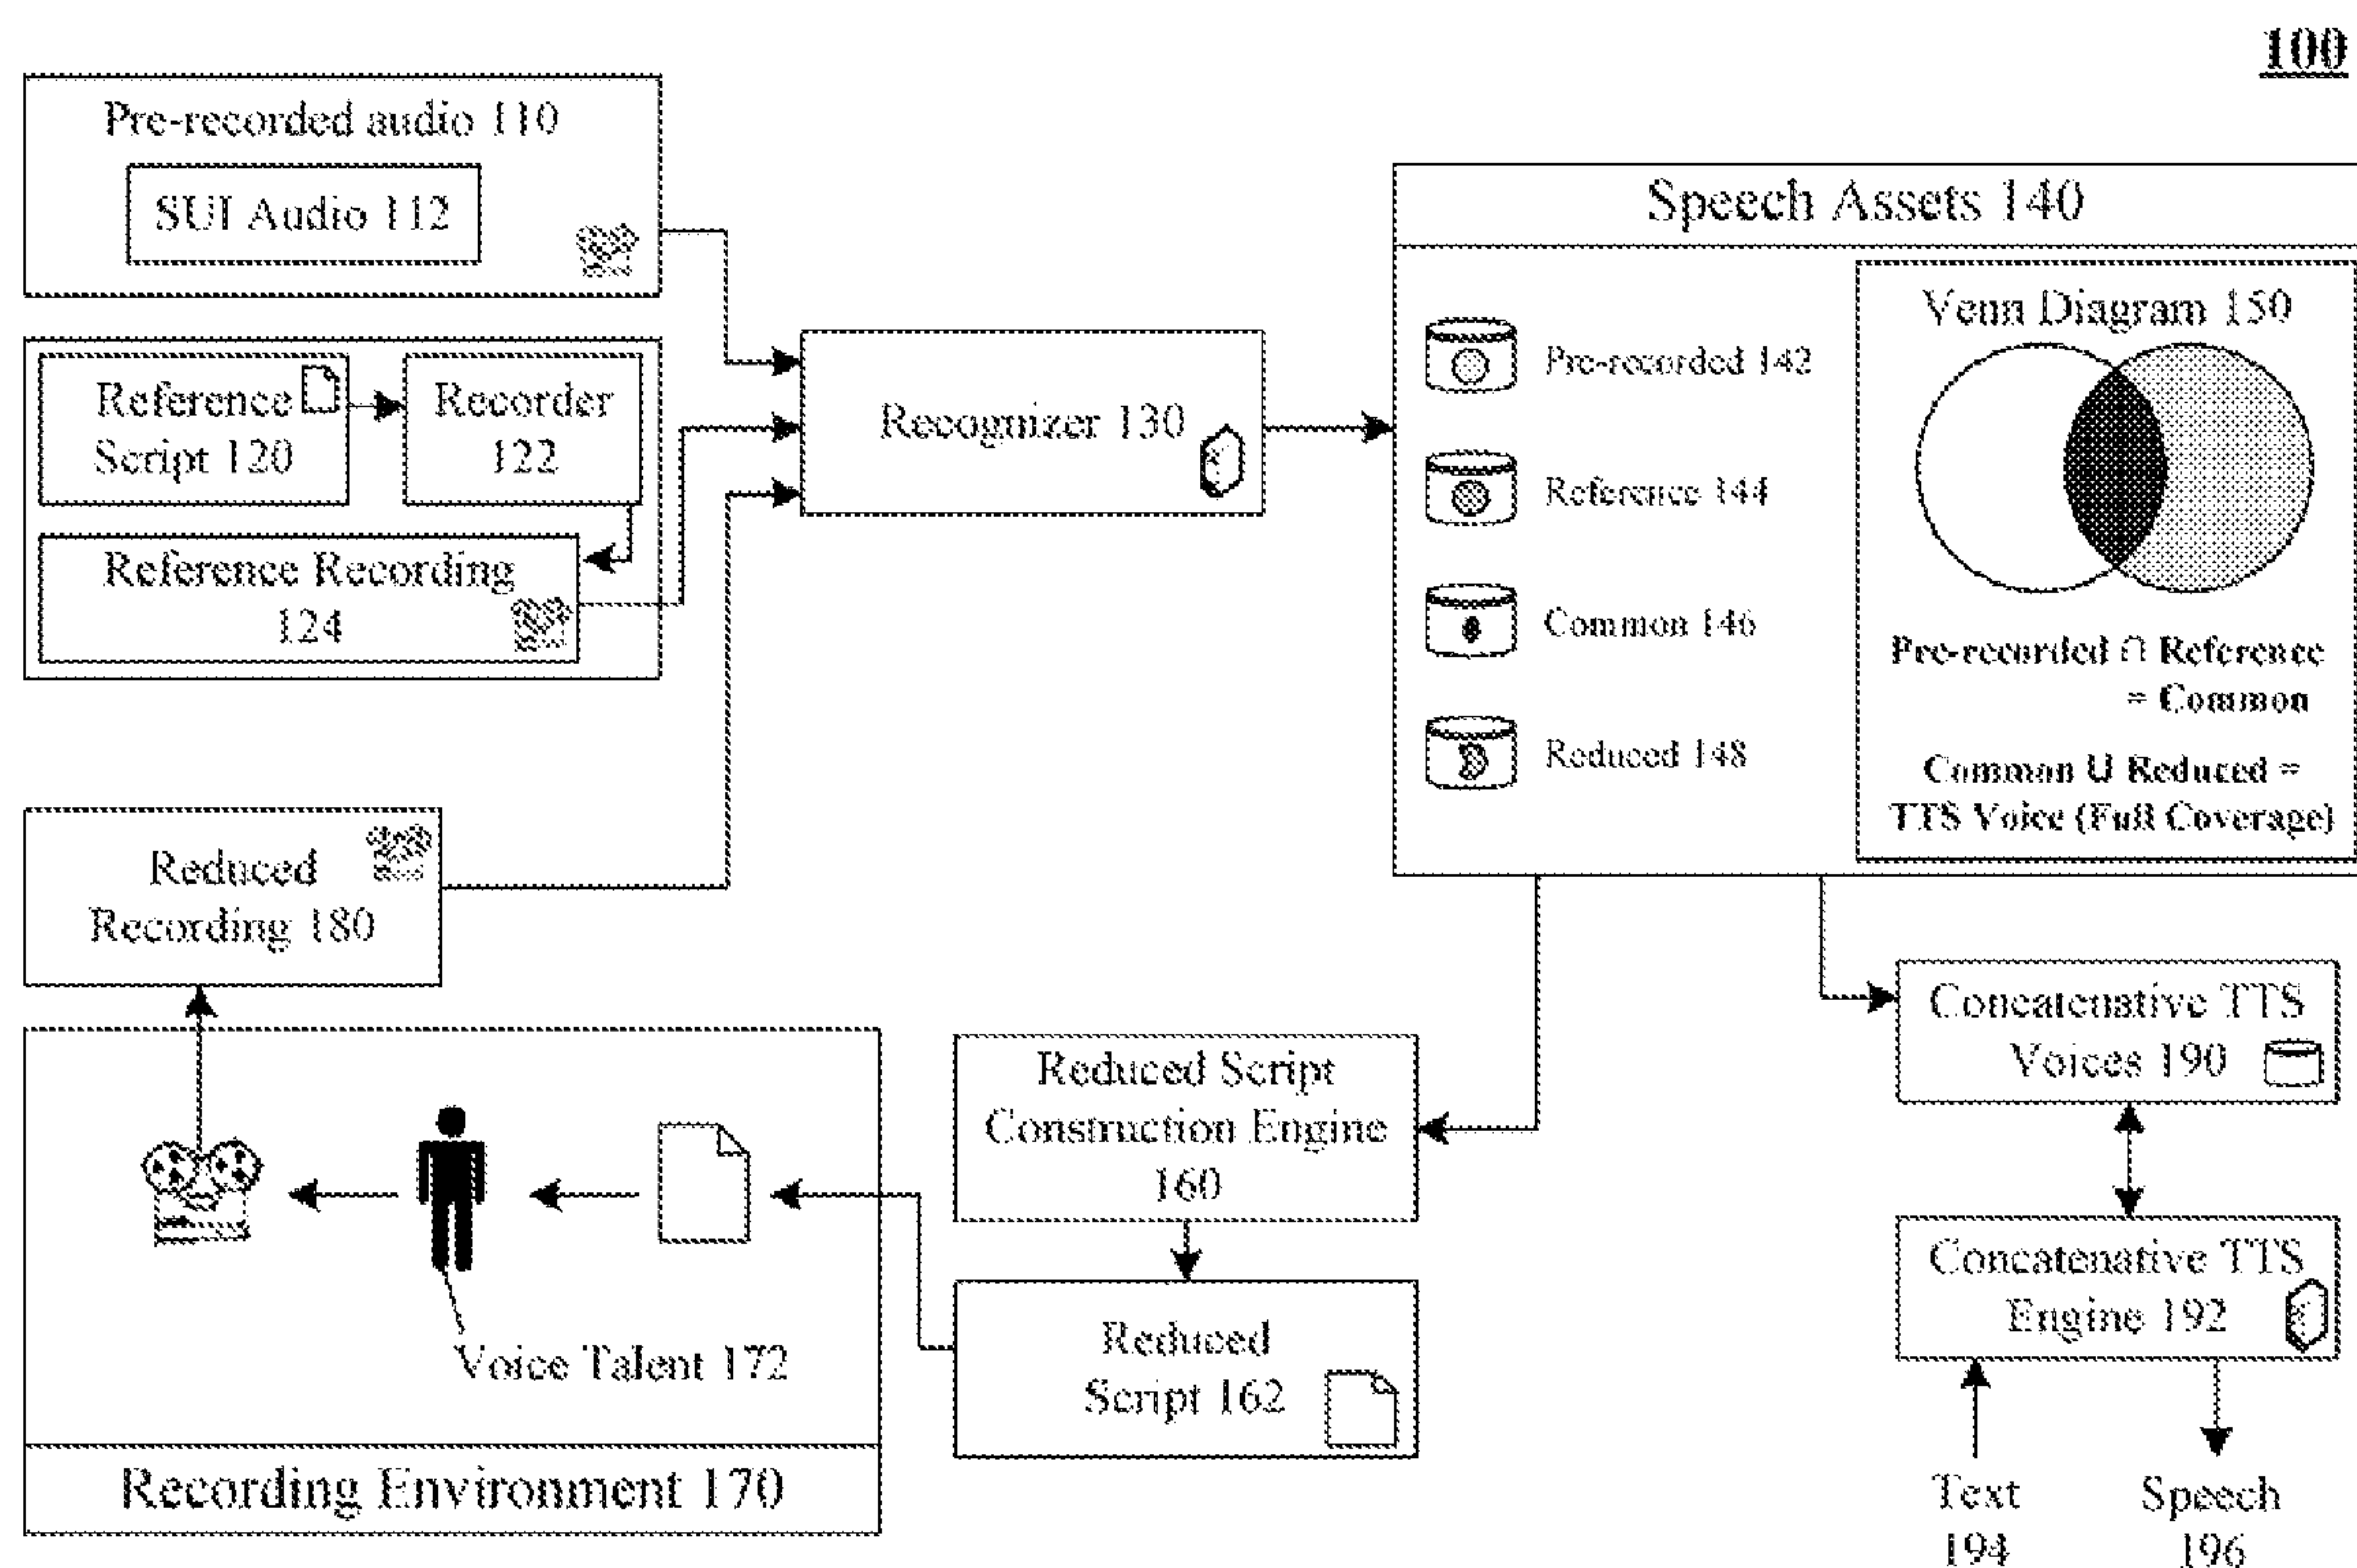 100
Pre-recorded audio 110
SUI Audio 112
Reference
Script 120
Recorder
122
Reference Recording
124
Recognizer 130
Speech Assets 140
Pre-recorded 142
Reference 144
Common 146
Reduced 148
Venn Diagram 150
Pre-recorded ∩ Reference
= Common
Common U Reduced =
TTS Voice (Full Coverage)
Reduced
Recording 180
Voice Talent 172
Recording Environment 170
Reduced Script
Construction Engine
160
Reduced
Script 162
Concatenative TTS
Voices 190
Concatenative TTS
Engine 192
Text
194
Speech
196